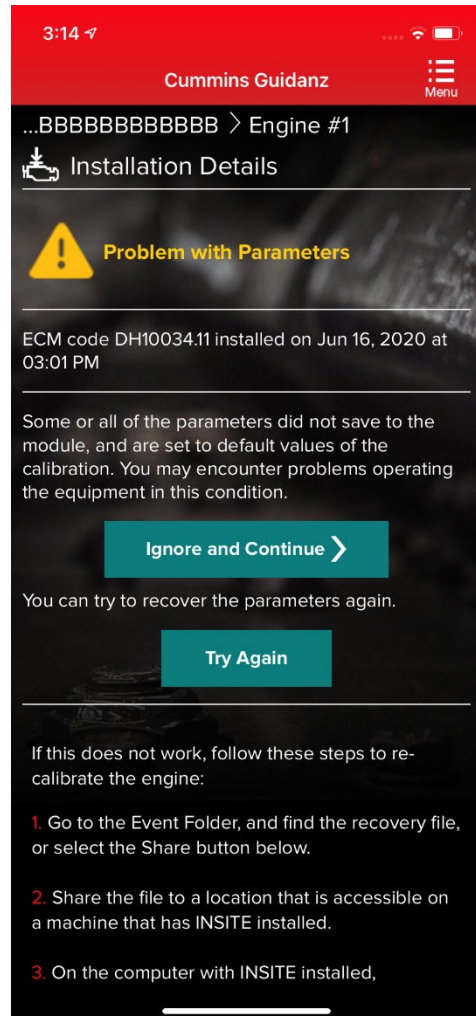 3:14
Cummins Guidanz
Menu
...BBBBBBBBBBBBB > Engine #1
Installation Details
Problem with Parameters
ECM code DH10034.11 installed on Jun 16, 2020 at
03:01 PM
Some or all of the parameters did not save to the
module, and are set to default values of the
calibration. You may encounter problems operating
the equipment in this condition.
Ignore and Continue
You can try to recover the parameters again.
Try Again
If this does not work, follow these steps to re-
calibrate the engine:
1. Go to the Event Folder, and find the recovery file,
or select the Share button below.
2. Share the file to a location that is accessible on
a machine that has INSITE installed.
3. On the computer with INSITE installed,